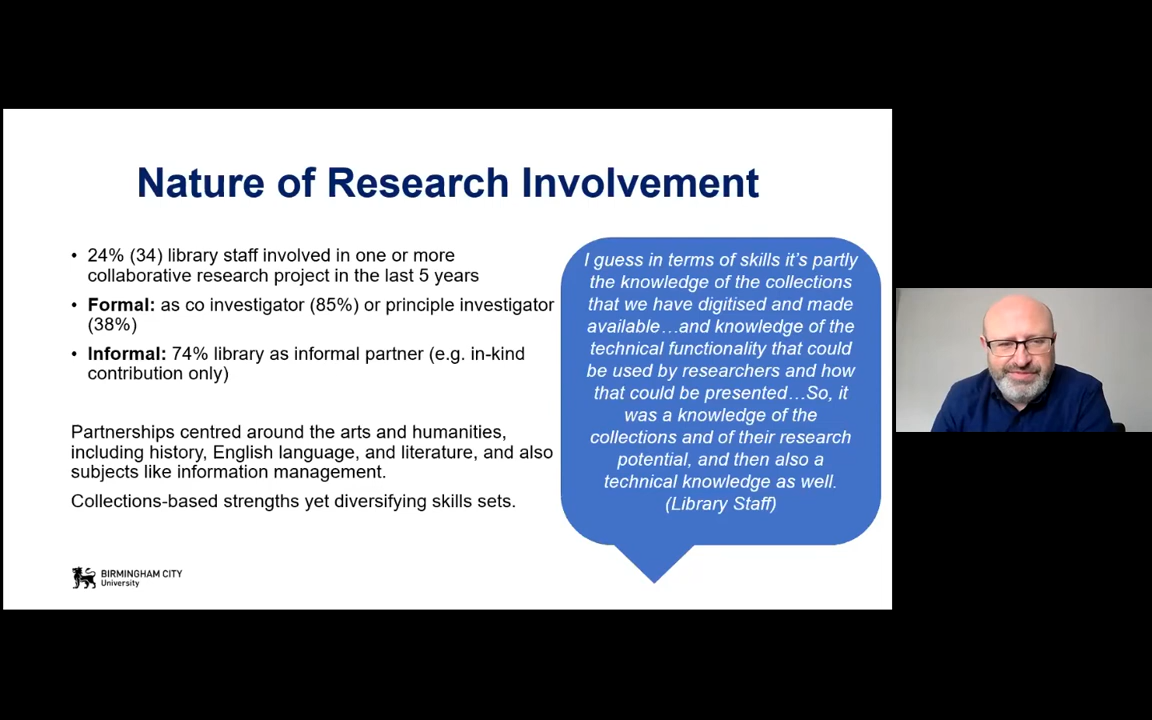 Nature of Research Involvement
• 24% (34) library staff involved in one or more
collaborative research project in the last 5 years
• Formal: as co investigator (85%) or principle investigator
(38%)
• Informal: 74% library as informal partner (e.g. in-kind
contribution only)
Partnerships centred around the arts and humanities,
including history, English language, and literature, and also
subjects like information management.
Collections-based strengths yet diversifying skills sets.
I guess in terms of skills it’s partly
the knowledge of the collections
that we have digitised and made
available…and knowledge of the
technical functionality that could
be used by researchers and how
that could be presented…So, it
was a knowledge of the
collections and of their research
potential, and then also a
technical knowledge as well.
(Library Staff)
BIRMINGHAM CITY
University